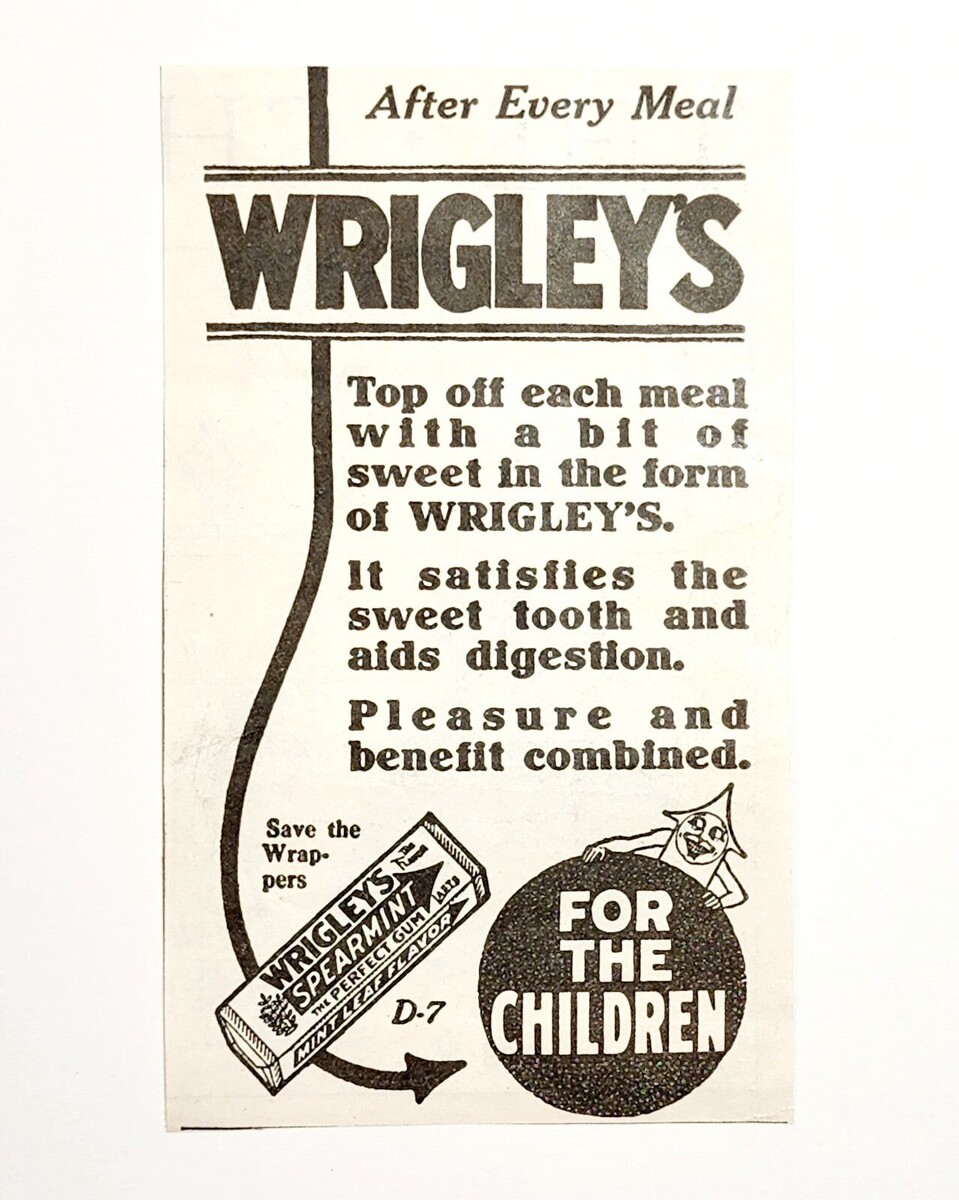 After Every Meal
WRIGLEY'S
Top off each meal
with a bit of
sweet in the form
of WRIGLEY'S.
It satisfies the
sweet tooth and
aids digestion.
Pleasure and
benefit combined.
Save the
Wrap-
pers
WRIGLEY'S
SPEARMINT
THE PERFECT GUM
MINT LEAF FLAVOR
D-7
FOR
THE
CHILDREN